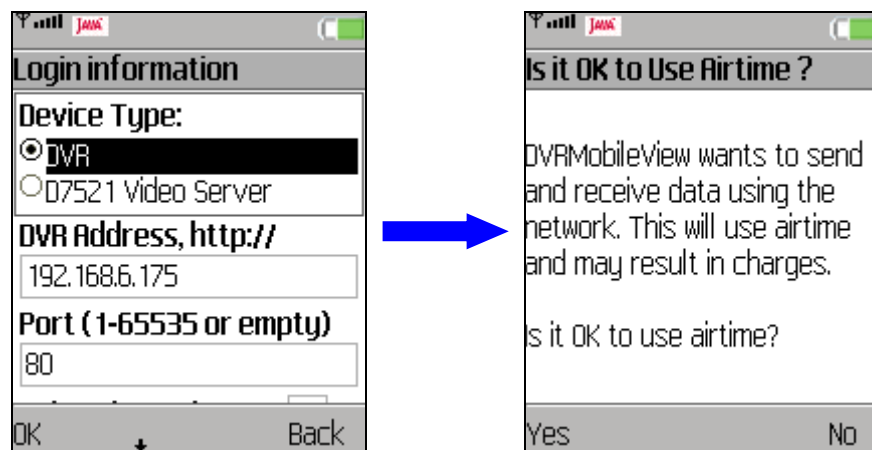 JAVA
Login information
Device Type:
DVR
D7521 Video Server
DVR Address, http://
192.168.6.175
Port (1-65535 or empty)
80
OK
Back
JAVA
Is it OK to Use Airtime ?
DVRMobileView wants to send
and receive data using the
network. This will use airtime
and may result in charges.
Is it OK to use airtime?
Yes
No